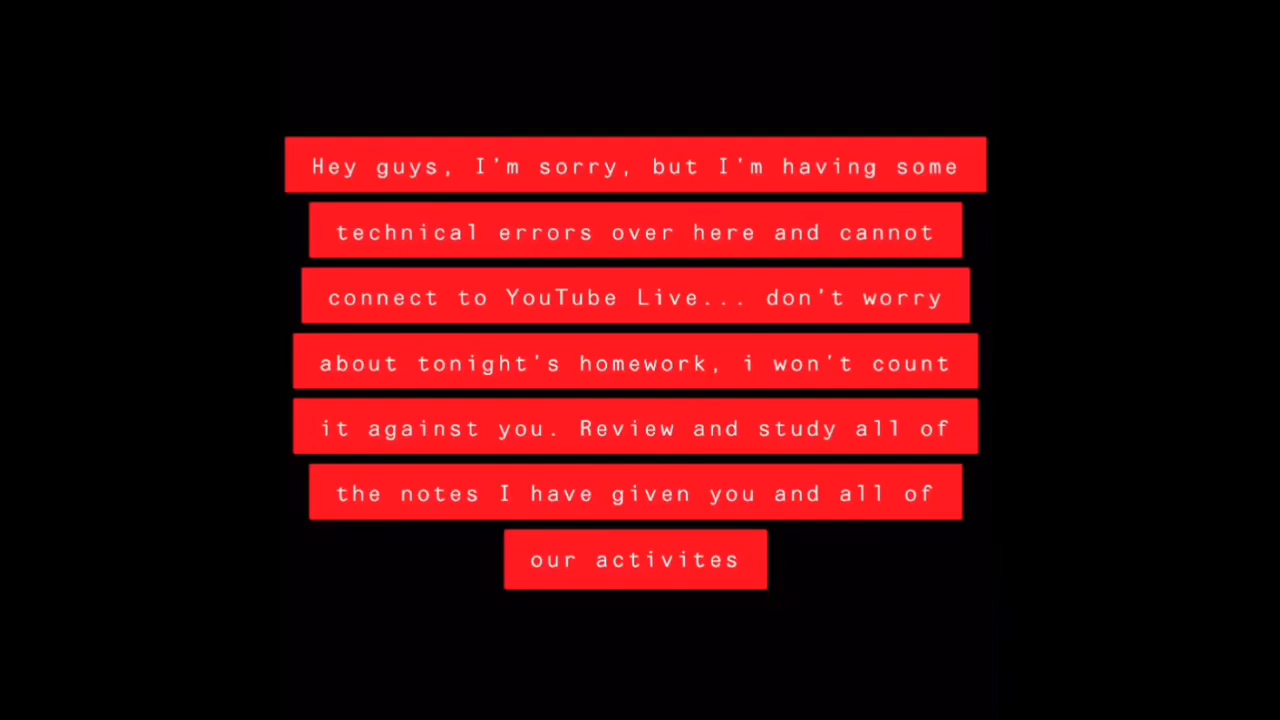 Hey guys, I'm sorry, but I'm having some
technical errors over here and cannot
connect to YouTube Live... don't worry
about tonight's homework, i won't count
it against you. Review and study all of
the notes I have given you and all of
our activites